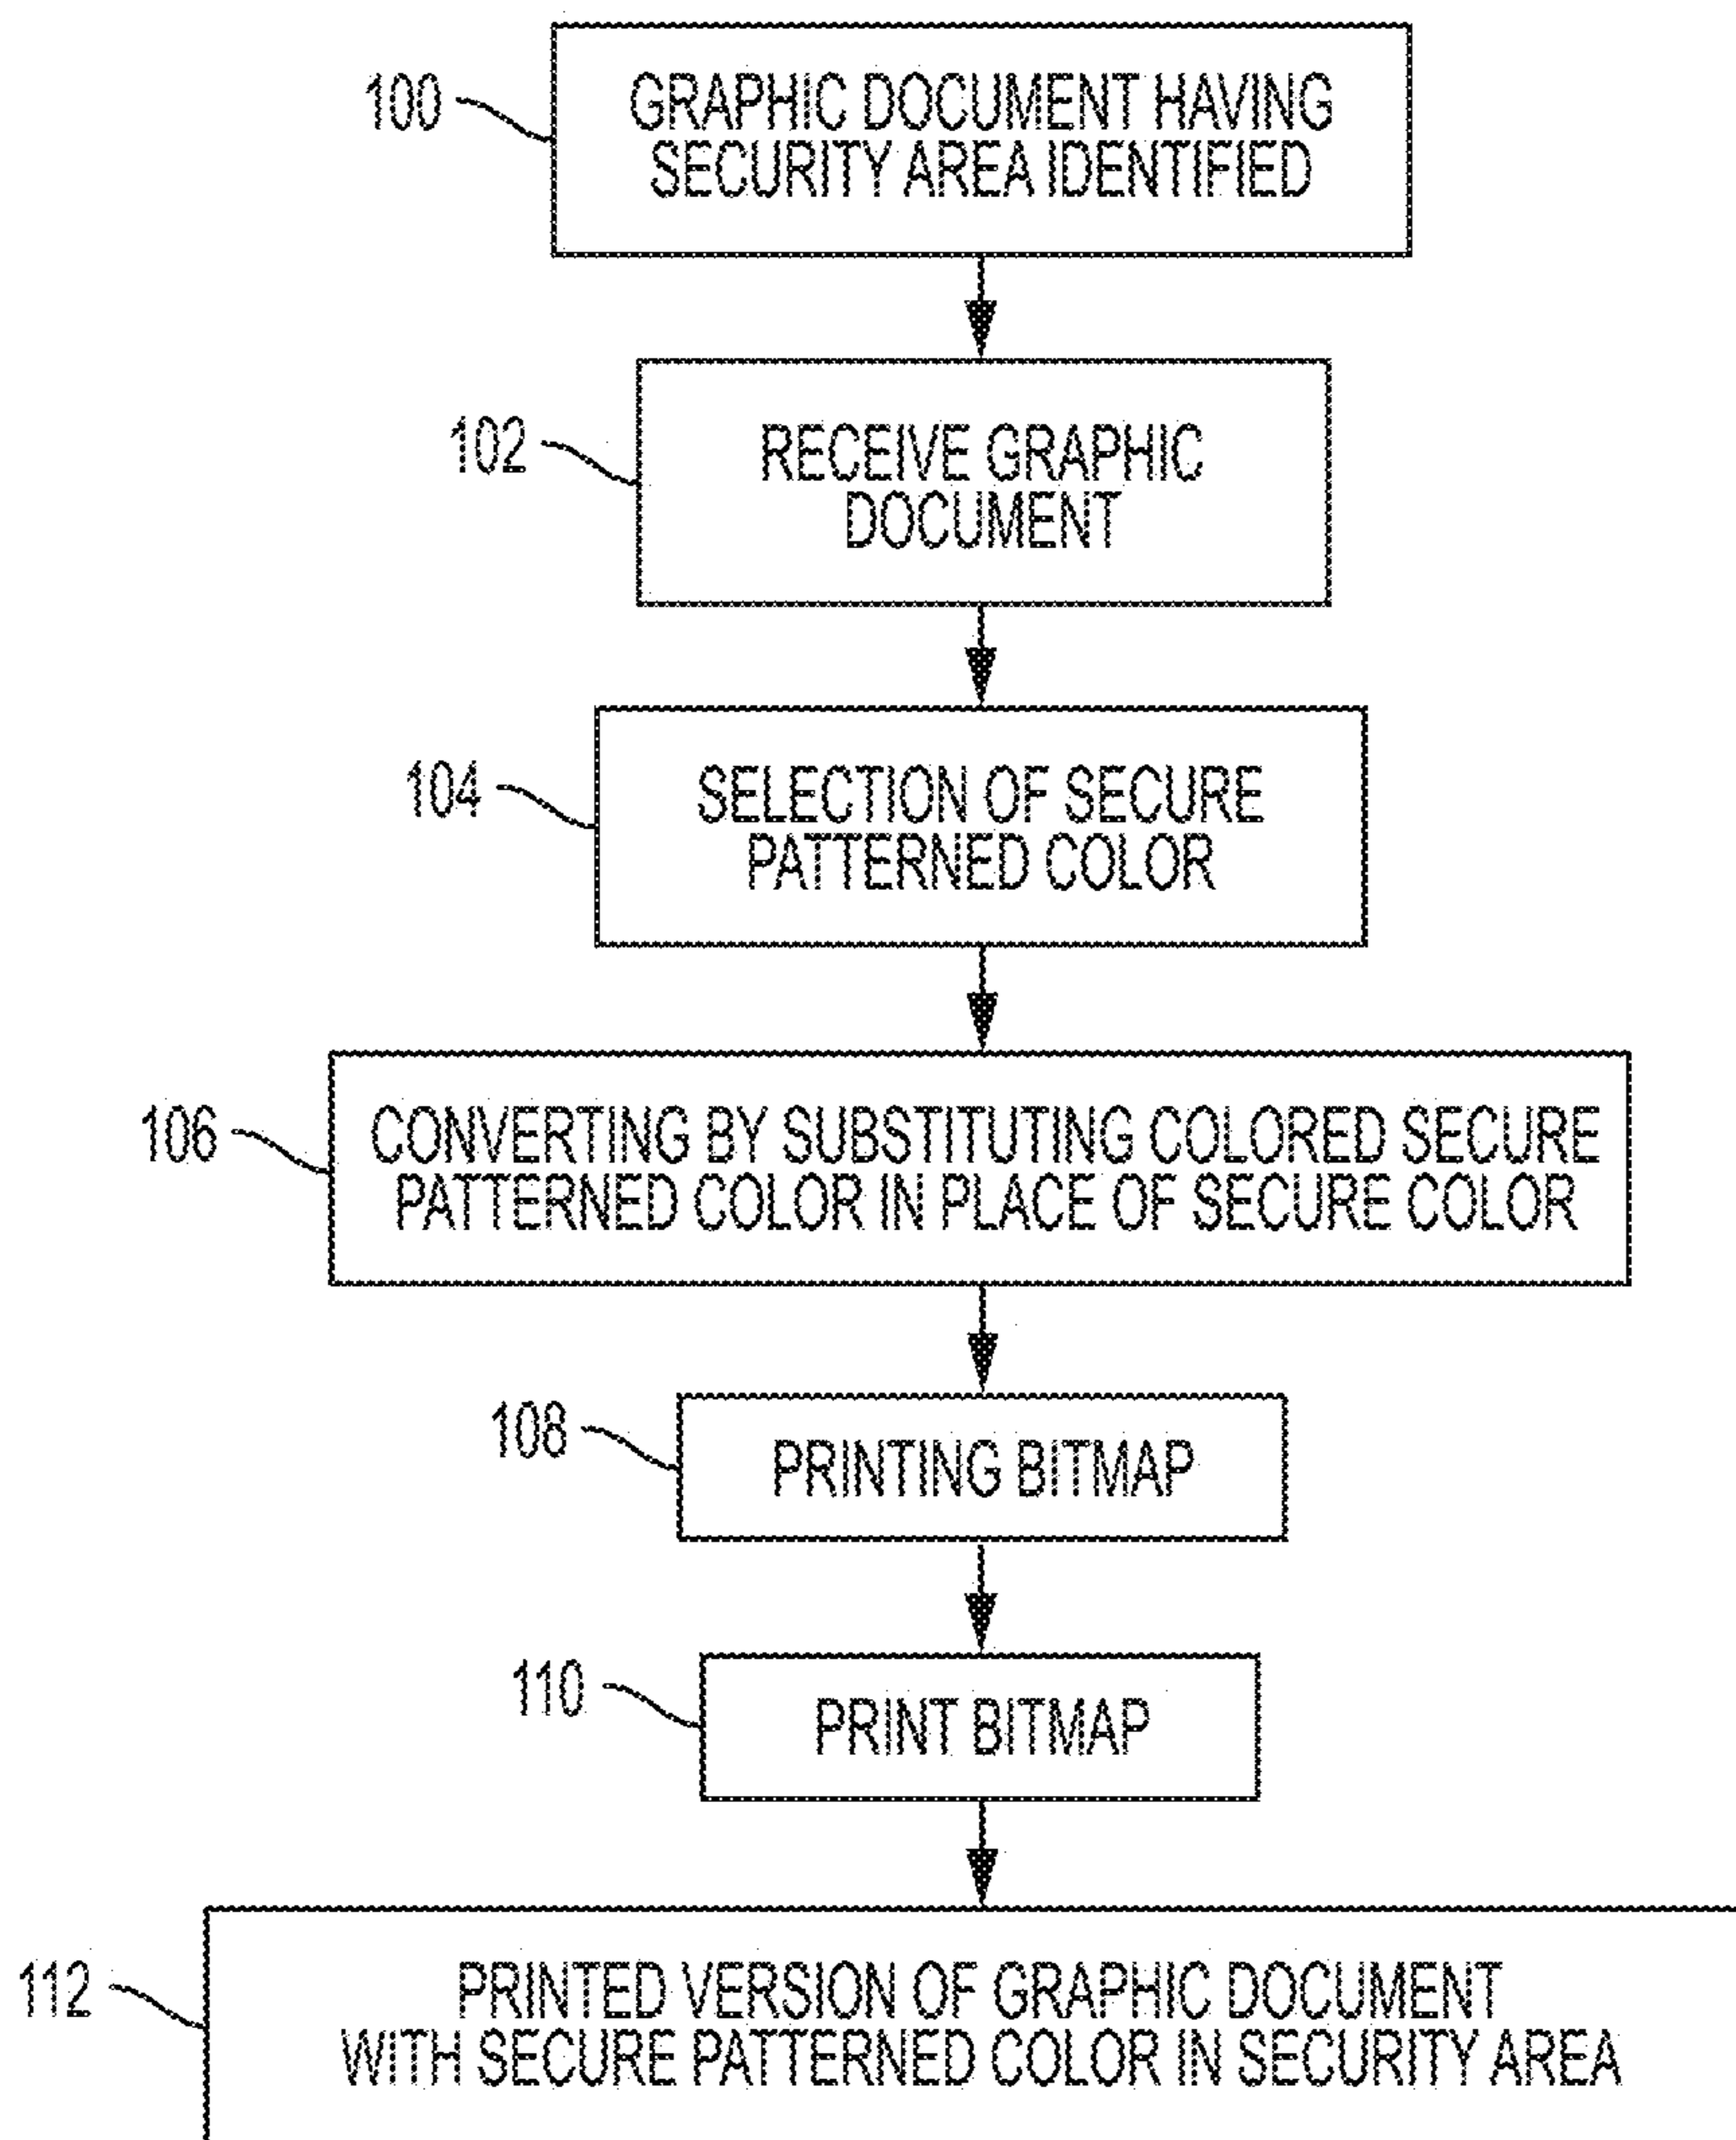 100
GRAPHIC DOCUMENT HAVING
SECURITY AREA IDENTIFIED
102
RECEIVE GRAPHIC
DOCUMENT
104
SELECTION OF SECURE
PATTERNED COLOR
106
CONVERTING BY SUBSTITUTING COLORED SECURE
PATTERNED COLOR IN PLACE OF SECURE COLOR
108
PRINTING BITMAP
110
PRINT BITMAP
112
PRINTED VERSION OF GRAPHIC DOCUMENT
WITH SECURE PATTERNED COLOR IN SECURITY AREA